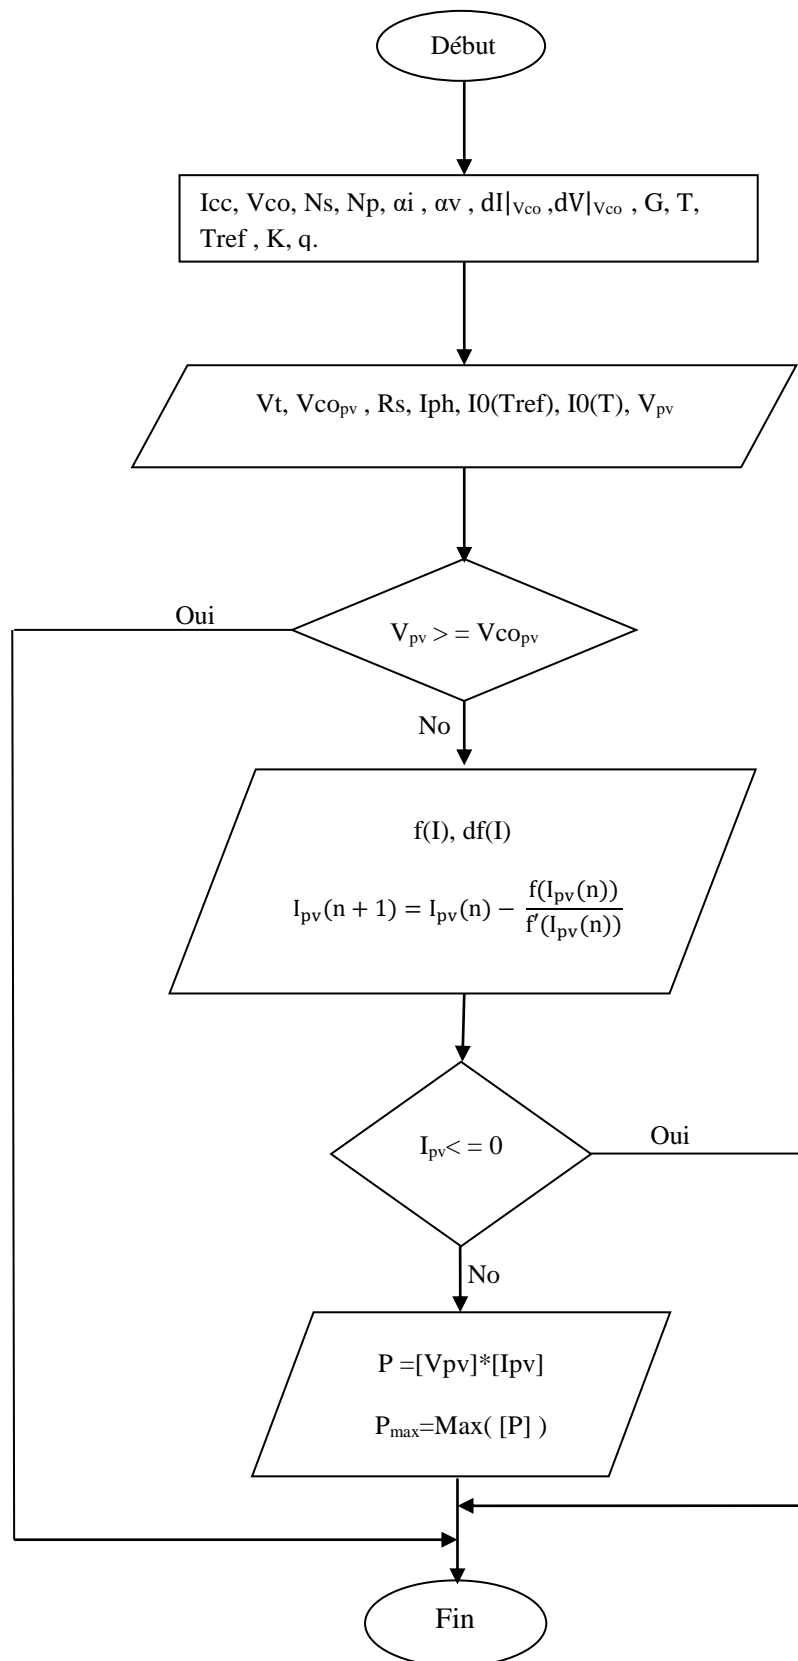 Début
Icc, Vco, Ns, Np, αi , αv , dI|Vco ,dV|Vco , G, T,
Tref , K, q.
Vt, Vcopv , Rs, Iph, I0(Tref), I0(T), Vpv
Oui
Vpv > = Vcopv
No
f(I), df(I)
Ipv(n + 1) = Ipv(n) − f(Ipv(n)) / f′(Ipv(n))
Ipv< = 0
Oui
No
P =[Vpv]*[Ipv]
Pmax=Max( [P] )
Fin